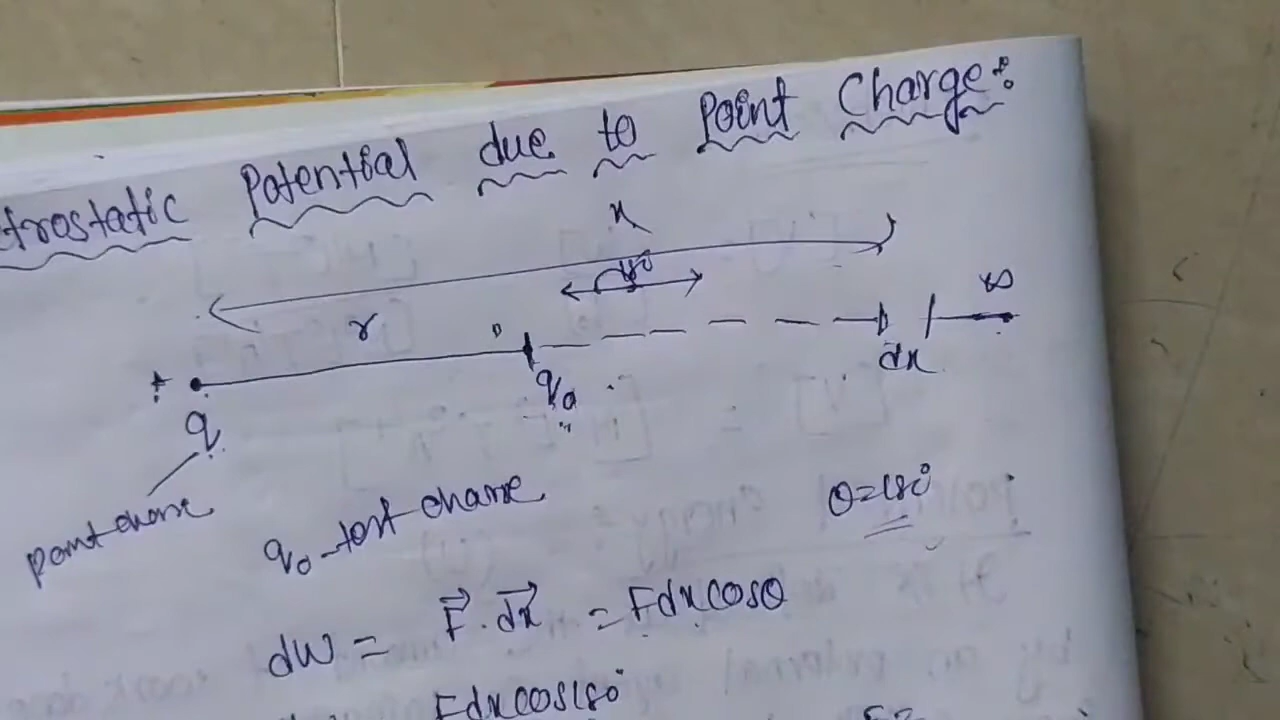 trostatic Potential due to Point Charge:
x
180°
r
∞
+
dx
q
q₀
point charge
q₀ - test charge
θ=180°
dW = F⃗ . dx⃗ = Fdx cosθ
Fdx cos180°